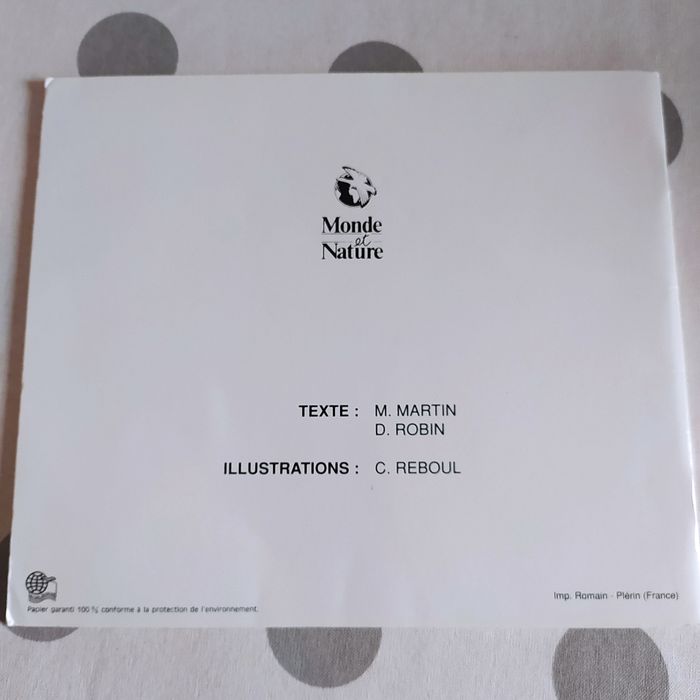 Monde
et
Nature
TEXTE : M. MARTIN
D. ROBIN
ILLUSTRATIONS : C. REBOUL
Imp. Romain - Plérin (France)
Papier garanti 100 % conforme à la protection de l'environnement.